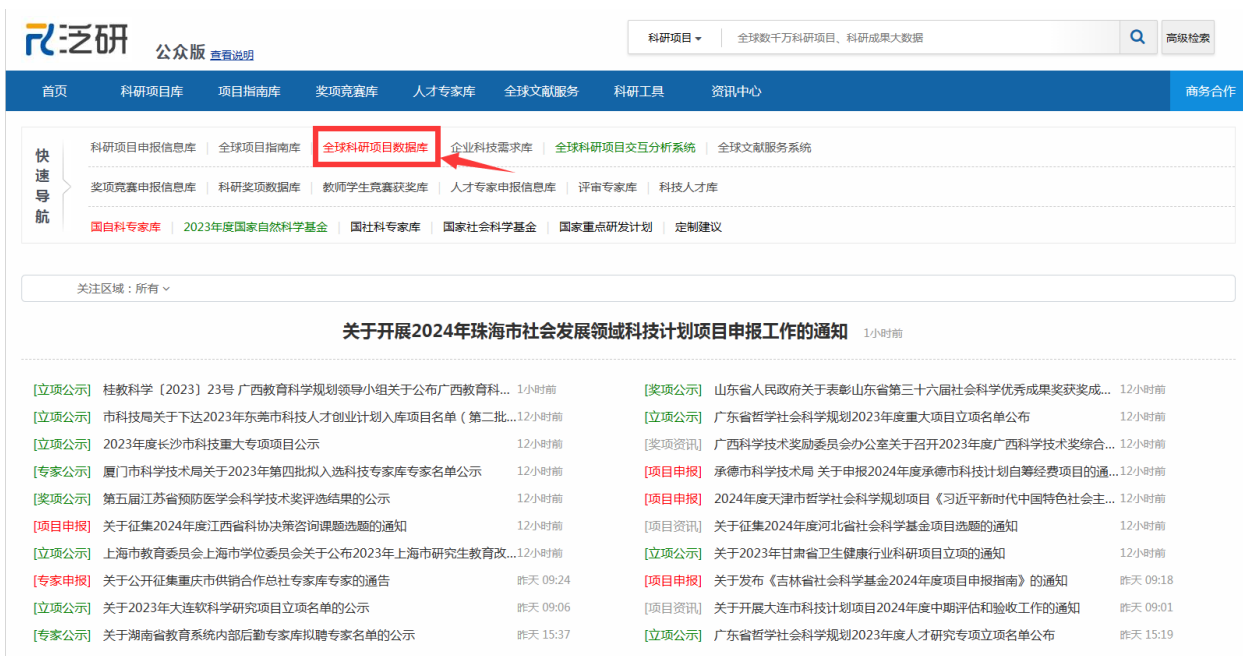 泛研 公众版 查看说明 科研项目 全球数千万科研项目、科研成果大数据 高级检索
首页 科研项目库 项目指南库 奖项竞赛库 人才专家库 全球文献服务 科研工具 资讯中心 商务合作
快速导航
科研项目申报信息库 | 全球项目指南库 | 全球科研项目数据库 | 企业科技需求库 | 全球科研项目交互分析系统 | 全球文献服务系统
奖项竞赛申报信息库 | 科研奖项数据库 | 教师学生竞赛获奖库 | 人才专家申报信息库 | 评审专家库 | 科技人才库
国自科专家库 | 2023年度国家自然科学基金 | 国社科专家库 | 国家社会科学基金 | 国家重点研发计划 | 定制建议
关注区域：所有
关于开展2024年珠海市社会发展领域科技计划项目申报工作的通知 1小时前
[立项公示] 桂教科学〔2023〕23号 广西教育科学规划领导小组关于公布广西教育科... 1小时前
[立项公示] 市科技局关于下达2023年东莞市科技人才创业计划入库项目名单（第二批...12小时前
[立项公示] 2023年度长沙市科技重大专项项目公示 12小时前
[专家公示] 厦门市科学技术局关于2023年第四批拟入选科技专家库专家名单公示 12小时前
[奖项公示] 第五届江苏省预防医学会科学技术奖评选结果的公示 12小时前
[项目申报] 关于征集2024年度江西省科协决策咨询课题选题的通知 12小时前
[立项公示] 上海市教育委员会上海市学位委员会关于公布2023年上海市研究生教育改...12小时前
[专家申报] 关于公开征集重庆市供销合作总社专家库专家的通告 昨天 09:24
[立项公示] 关于2023年大连软科学研究项目立项名单的公示 昨天 09:06
[专家公示] 关于湖南省教育系统内部后勤专家库拟聘专家名单的公示 昨天 15:37
[奖项公示] 山东省人民政府关于表彰山东省第三十六届社会科学优秀成果奖获奖成... 12小时前
[立项公示] 广东省哲学社会科学规划2023年度重大项目立项名单公布 12小时前
[奖项资讯] 广西科学技术奖励委员会办公室关于召开2023年度广西科学技术奖综合... 12小时前
[项目申报] 承德市科技术局 关于申报2024年度承德市科技计划自筹经费项目的通...12小时前
[项目申报] 2024年度天津市哲学社会科学规划项目《习近平新时代中国特色社会主... 12小时前
[项目资讯] 关于征集2024年度河北省社会科学基金项目选题的通知 12小时前
[立项公示] 关于2023年甘肃省卫生健康行业科研项目立项的通知 12小时前
[项目申报] 关于发布《吉林省社会科学基金2024年度项目申报指南》的通知 昨天 09:18
[项目资讯] 关于开展大连市科技计划项目2024年度中期评估和验收工作的通知 昨天 09:01
[立项公示] 广东省哲学社会科学规划2023年度人才研究专项立项名单公布 昨天 15:19